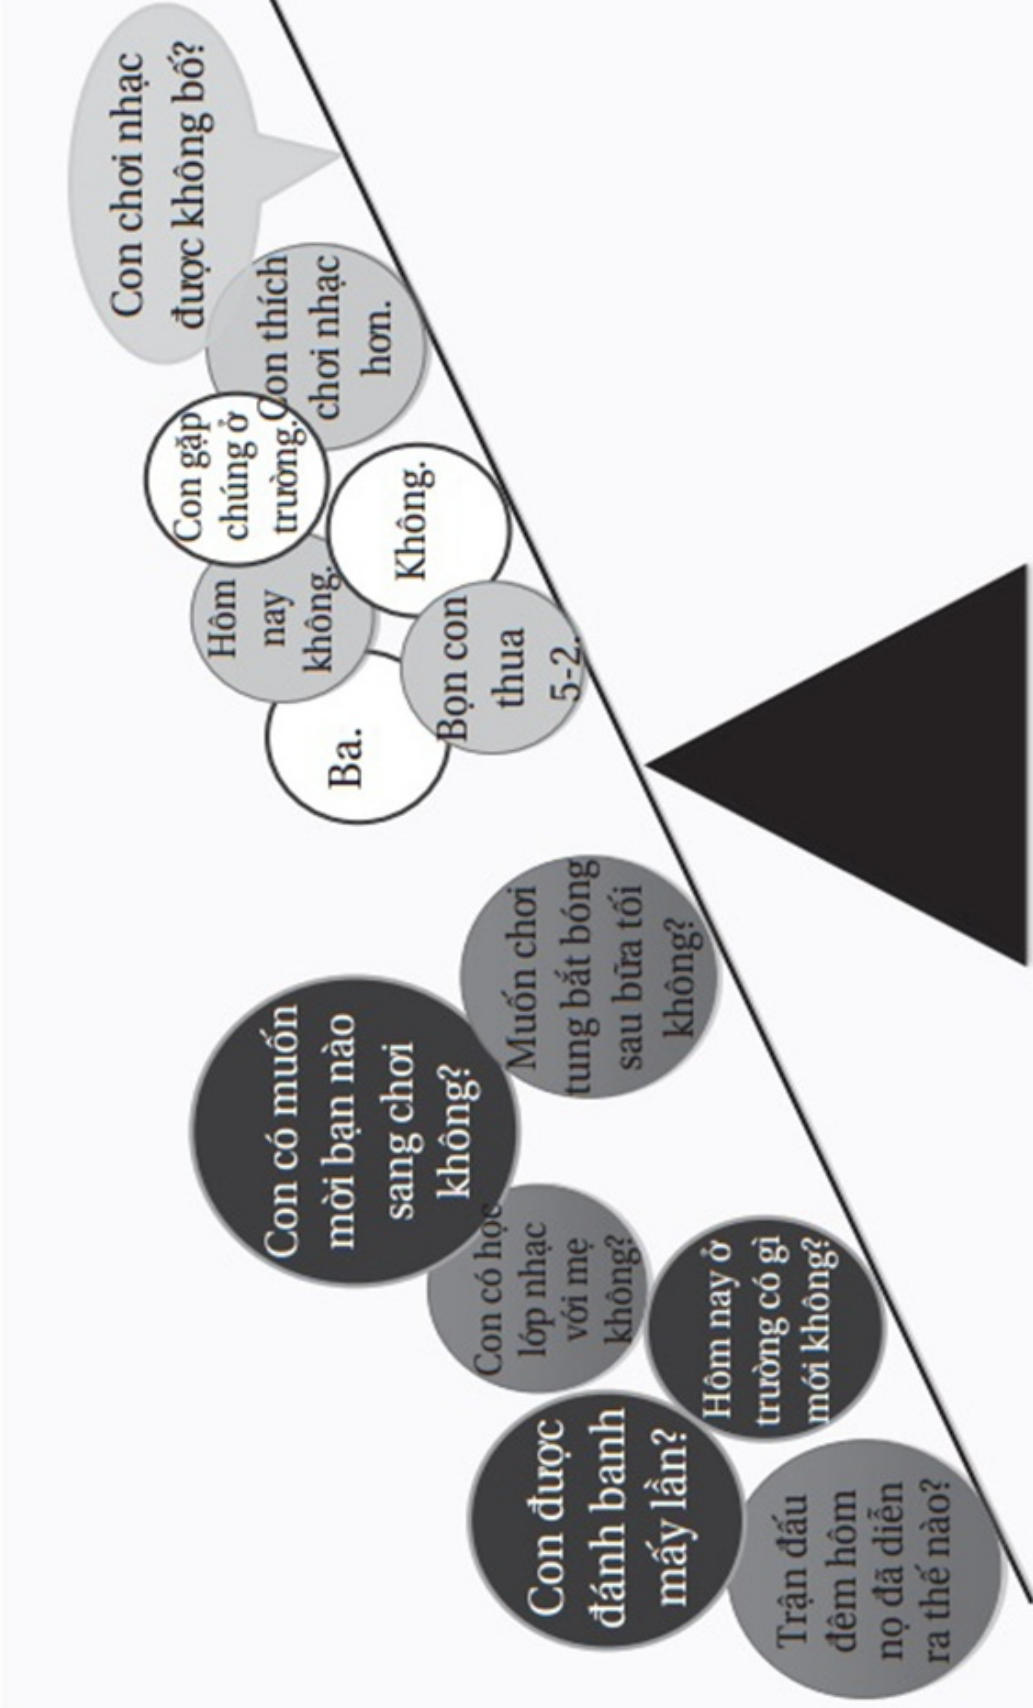 Con được
đánh banh
mấy lần?
Trận đấu
đêm hôm
nọ đã diễn
ra thế nào?
Con có học
lớp nhạc
với mẹ
không?
Hôm nay ở
trường có gì
mới không?
Con có muốn
mời bạn nào
sang chơi
không?
Muốn chơi
tung bắt bóng
sau bữa tối
không?
Ba.
Bọn con
thua
5-2.
Hôm
nay
không.
Không.
Con gặp
chúng ở
trường.
Con thích
chơi nhạc
hơn.
Con chơi nhạc
được không bố?